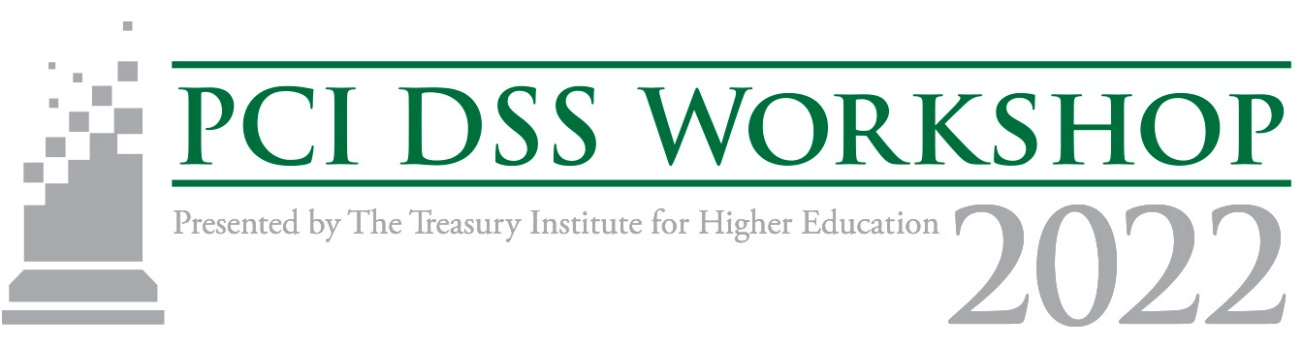 PCI DSS WORKSHOP
Presented by The Treasury Institute for Higher Education
2022